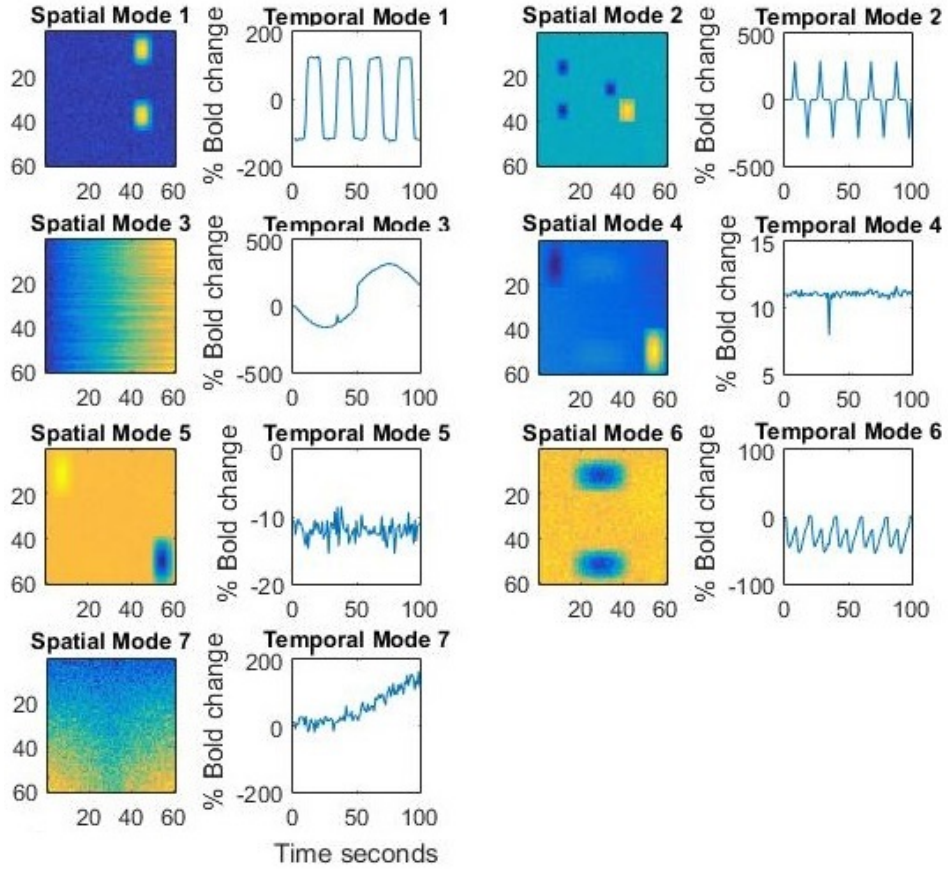 Spatial Mode 1
Temporal Mode 1
Spatial Mode 2
Temporal Mode 2
20
40
60
20 40 60
% Bold change
200
0
-200
0 50 100
20
40
60
20 40 60
% Bold change
500
0
-500
0 50 100
Spatial Mode 3
Temporal Mode 3
Spatial Mode 4
Temporal Mode 4
20
40
60
20 40 60
% Bold change
500
0
-500
0 50 100
20
40
60
20 40 60
% Bold change
15
10
5
0 50 100
Spatial Mode 5
Temporal Mode 5
Spatial Mode 6
Temporal Mode 6
20
40
60
20 40 60
% Bold change
0
-10
-20
0 50 100
20
40
60
20 40 60
% Bold change
100
0
-100
0 50 100
Spatial Mode 7
Temporal Mode 7
20
40
60
20 40 60
% Bold change
200
0
-200
0 50 100
Time seconds